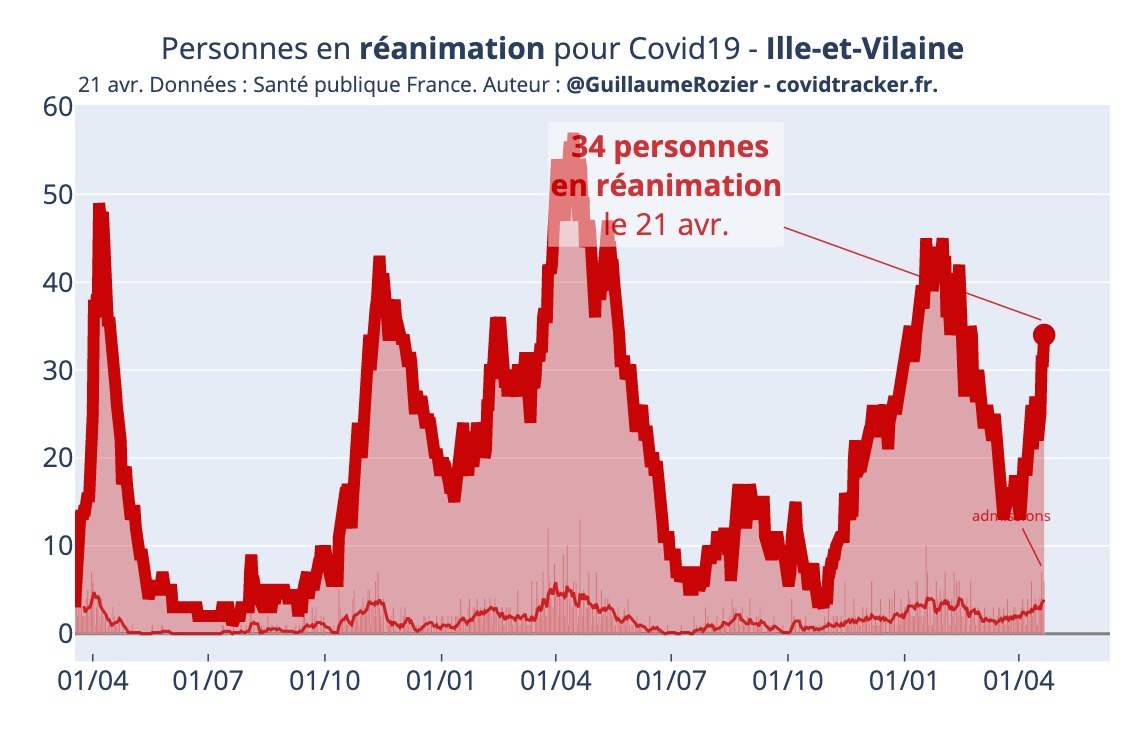 Personnes en réanimation pour Covid19 - Ille-et-Vilaine
21 avr. Données : Santé publique France. Auteur : @GuillaumeRozier - covidtracker.fr.
60
50
40
30
20
10
0
34 personnes
en réanimation
le 21 avr.
admissions
01/04 01/07 01/10 01/01 01/04 01/07 01/10 01/01 01/04